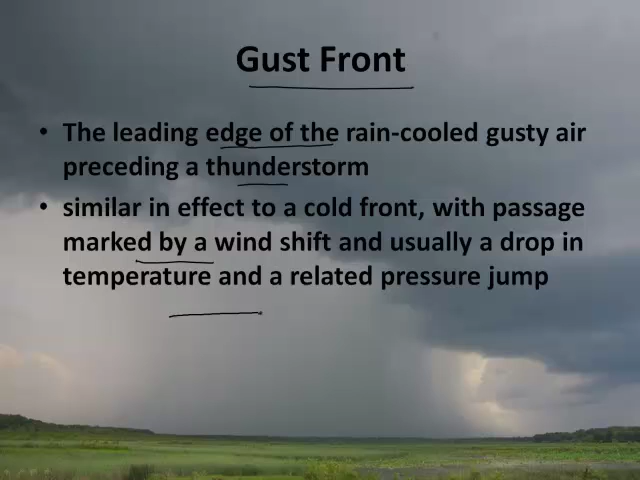 Gust Front
• The leading edge of the rain-cooled gusty air
preceding a thunderstorm
• similar in effect to a cold front, with passage
marked by a wind shift and usually a drop in
temperature and a related pressure jump